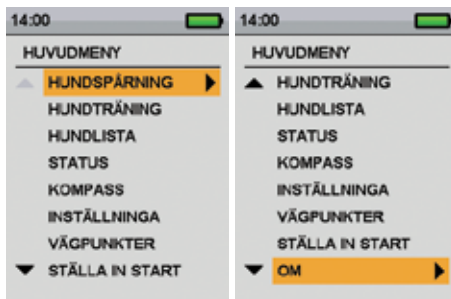 14:00
HUVUDMENY
HUNDSPÅRNING
HUNDTRÄNING
HUNDLISTA
STATUS
KOMPASS
INSTÄLLNINGA
VÄGPUNKTER
STÄLLA IN START
14:00
HUVUDMENY
HUNDTRÄNING
HUNDLISTA
STATUS
KOMPASS
INSTÄLLNINGA
VÄGPUNKTER
STÄLLA IN START
OM